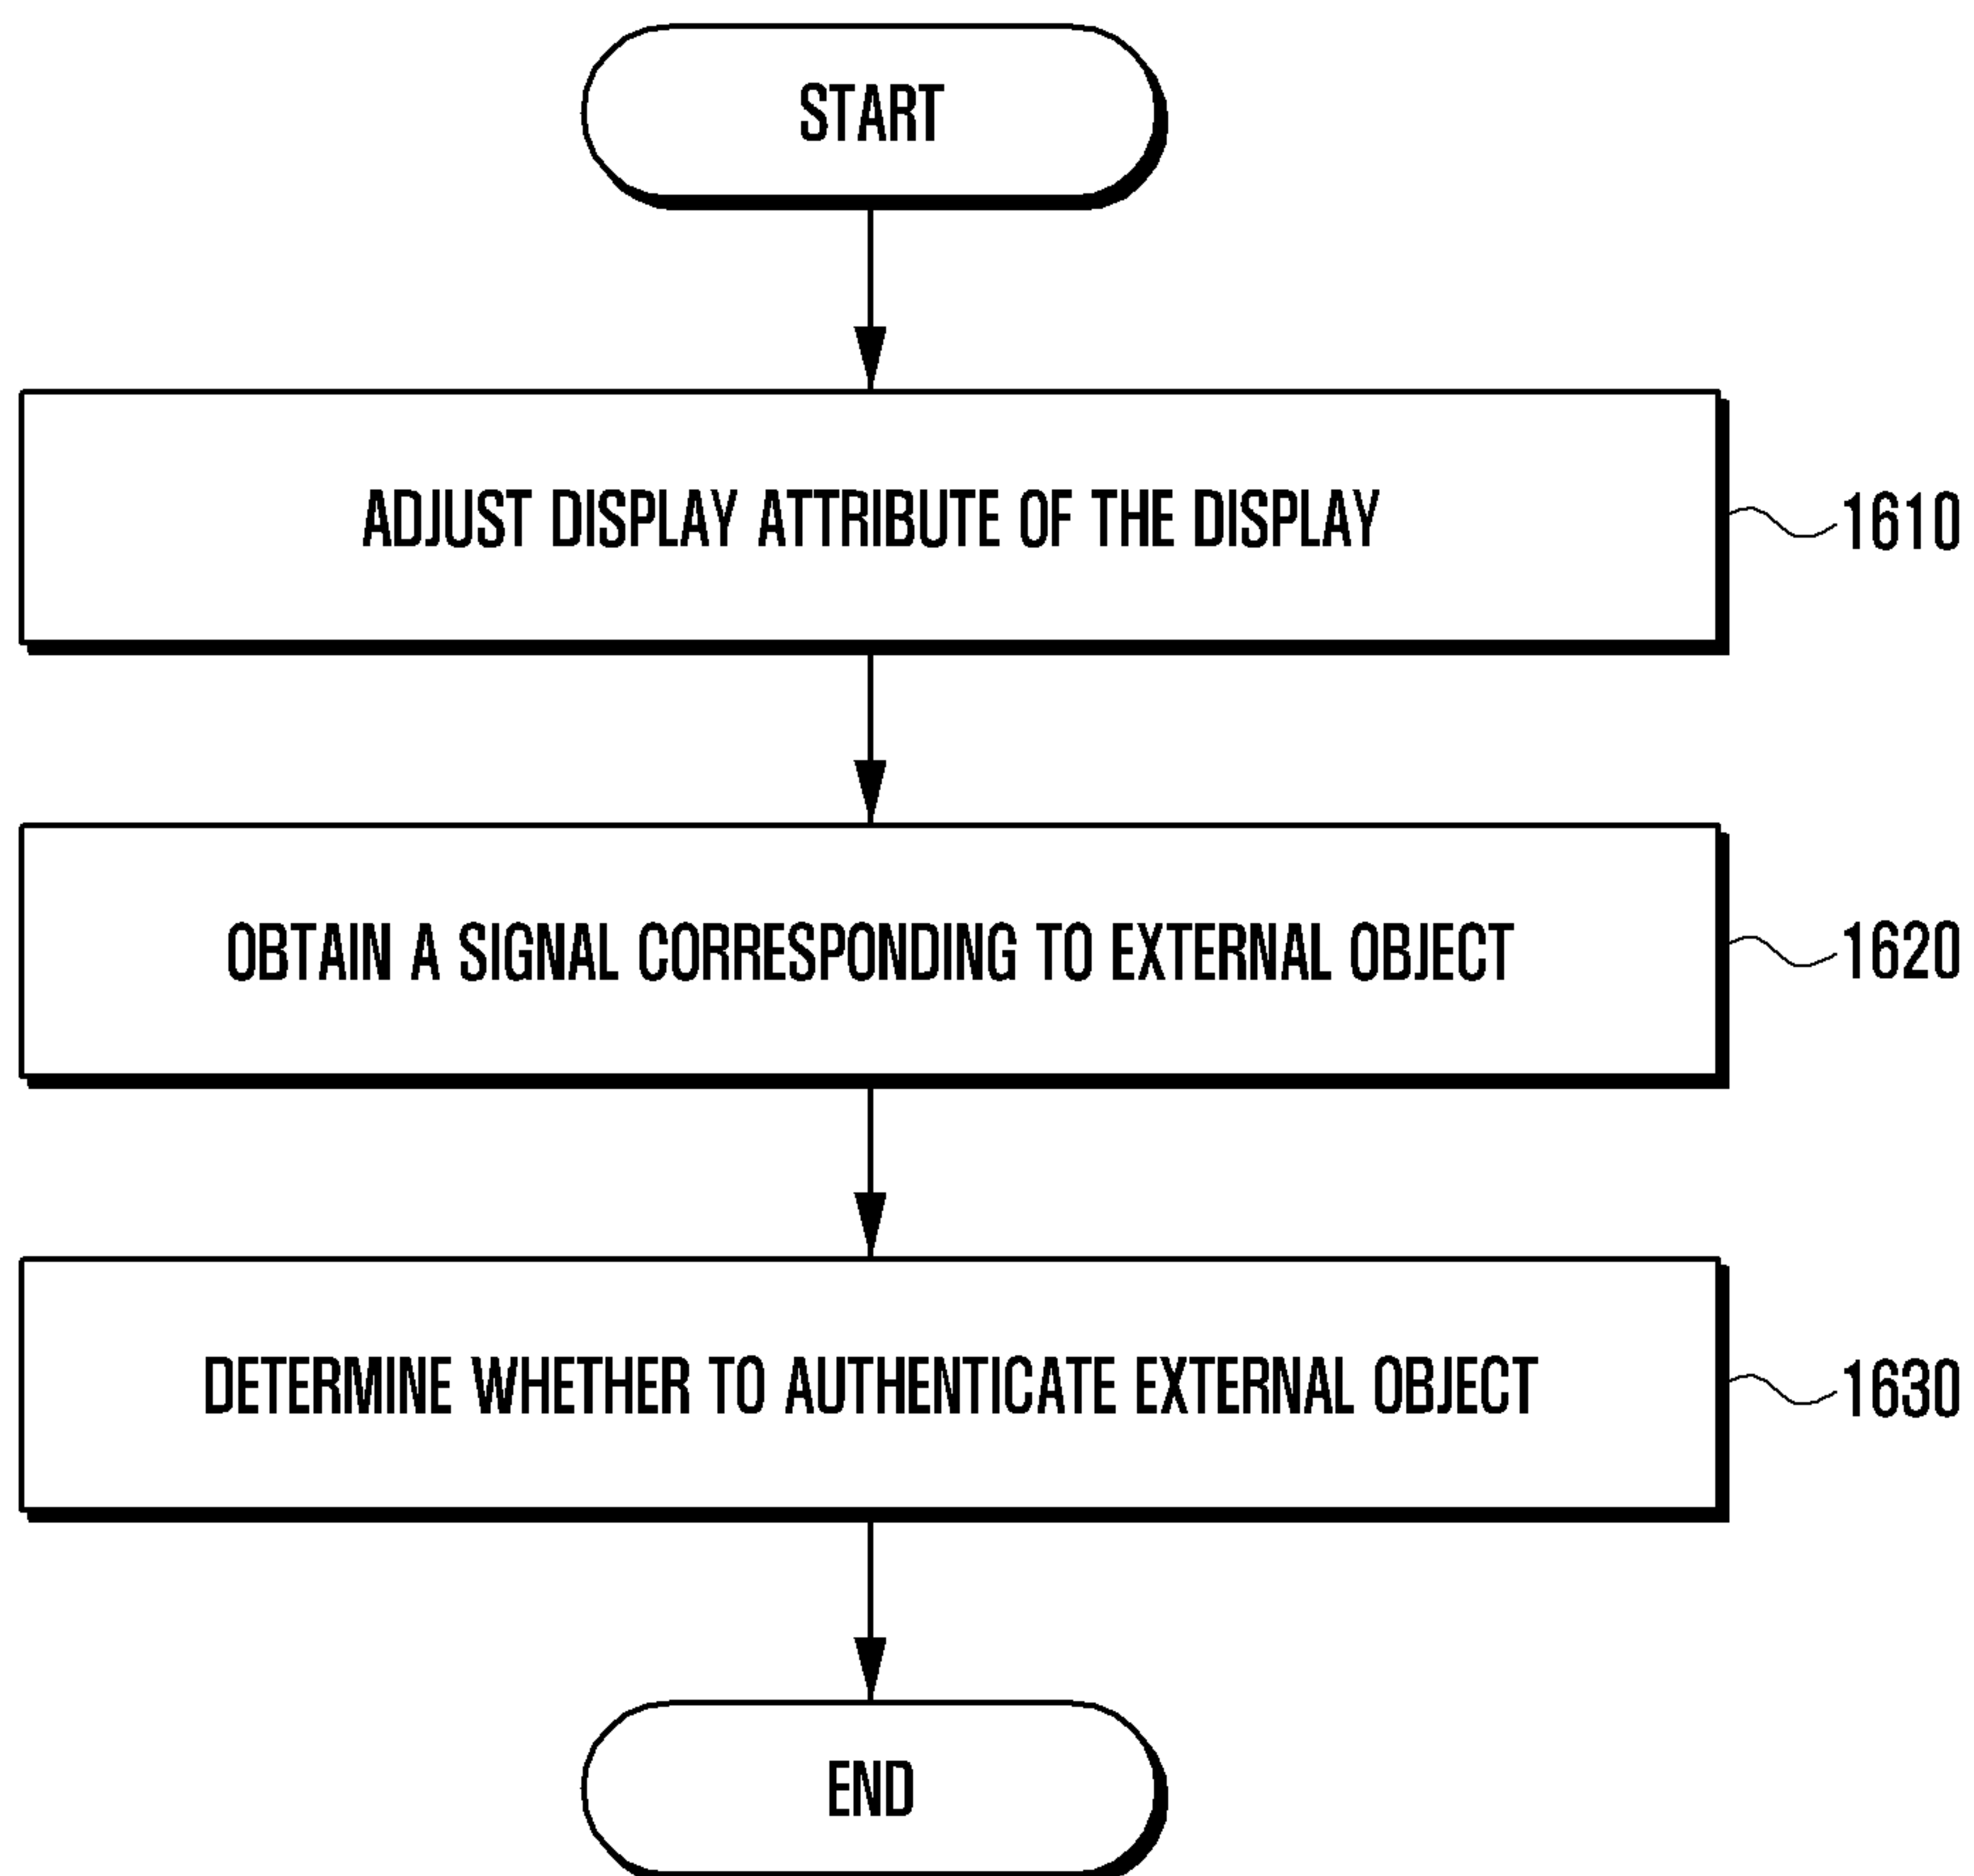 START
ADJUST DISPLAY ATTRIBUTE OF THE DISPLAY
1610
OBTAIN A SIGNAL CORRESPONDING TO EXTERNAL OBJECT
1620
DETERMINE WHETHER TO AUTHENTICATE EXTERNAL OBJECT
1630
END